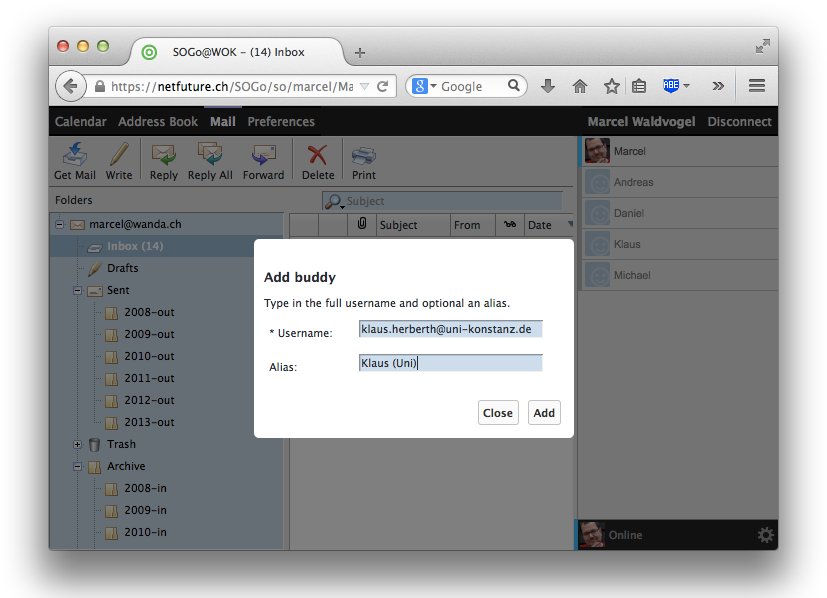 SOGo@WOK - (14) Inbox
https://netfuture.ch/SOGo/so/marcel/Ma
8 Google
ABE
Calendar Address Book Mail Preferences Marcel Waldvogel Disconnect
Get Mail Write Reply Reply All Forward Delete Print
Marcel
Andreas
Daniel
Klaus
Michael
Folders
Subject
marcel@wanda.ch
Subject From Date
Inbox (14)
Drafts
Sent
2008-out
2009-out
2010-out
2011-out
2012-out
2013-out
Trash
Archive
2008-in
2009-in
2010-in
Add buddy
Type in the full username and optional an alias.
* Username: klaus.herberth@uni-konstanz.de
Alias: Klaus (Uni)
Close Add
Online